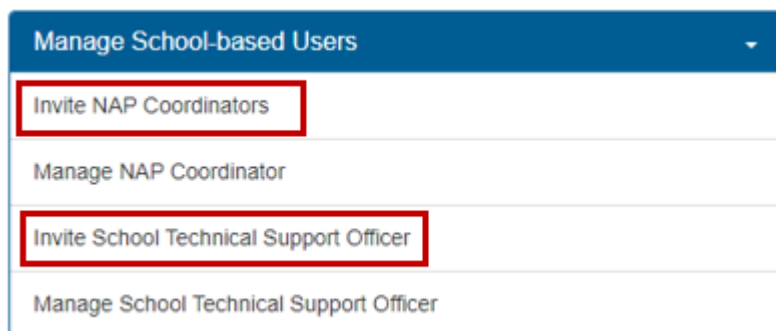 Manage School-based Users
Invite NAP Coordinators
Manage NAP Coordinator
Invite School Technical Support Officer
Manage School Technical Support Officer